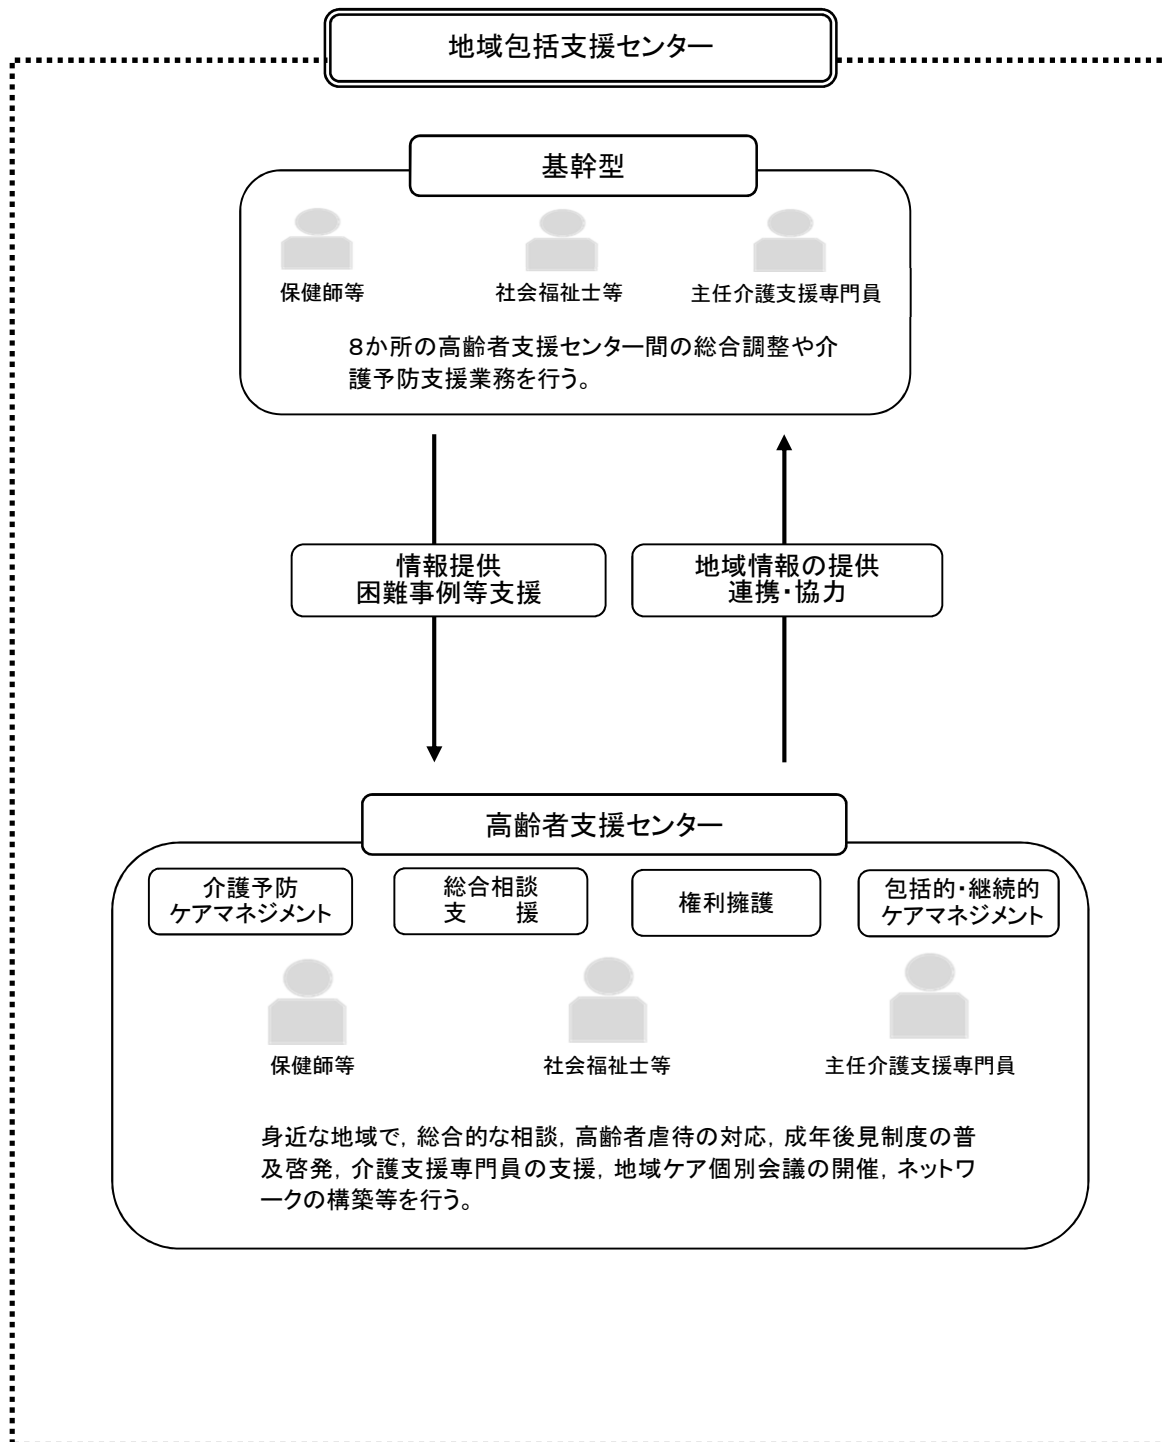 地域包括支援センター
基幹型
保健師等
社会福祉士等
主任介護支援専門員
８か所の高齢者支援センター間の総合調整や介
護予防支援業務を行う。
情報提供
困難事例等支援
地域情報の提供
連携・協力
高齢者支援センター
介護予防
ケアマネジメント
総合相談
支　　援
権利擁護
包括的・継続的
ケアマネジメント
保健師等
社会福祉士等
主任介護支援専門員
身近な地域で，総合的な相談，高齢者虐待の対応，成年後見制度の普
及啓発，介護支援専門員の支援，地域ケア個別会議の開催，ネットワ
ークの構築等を行う。